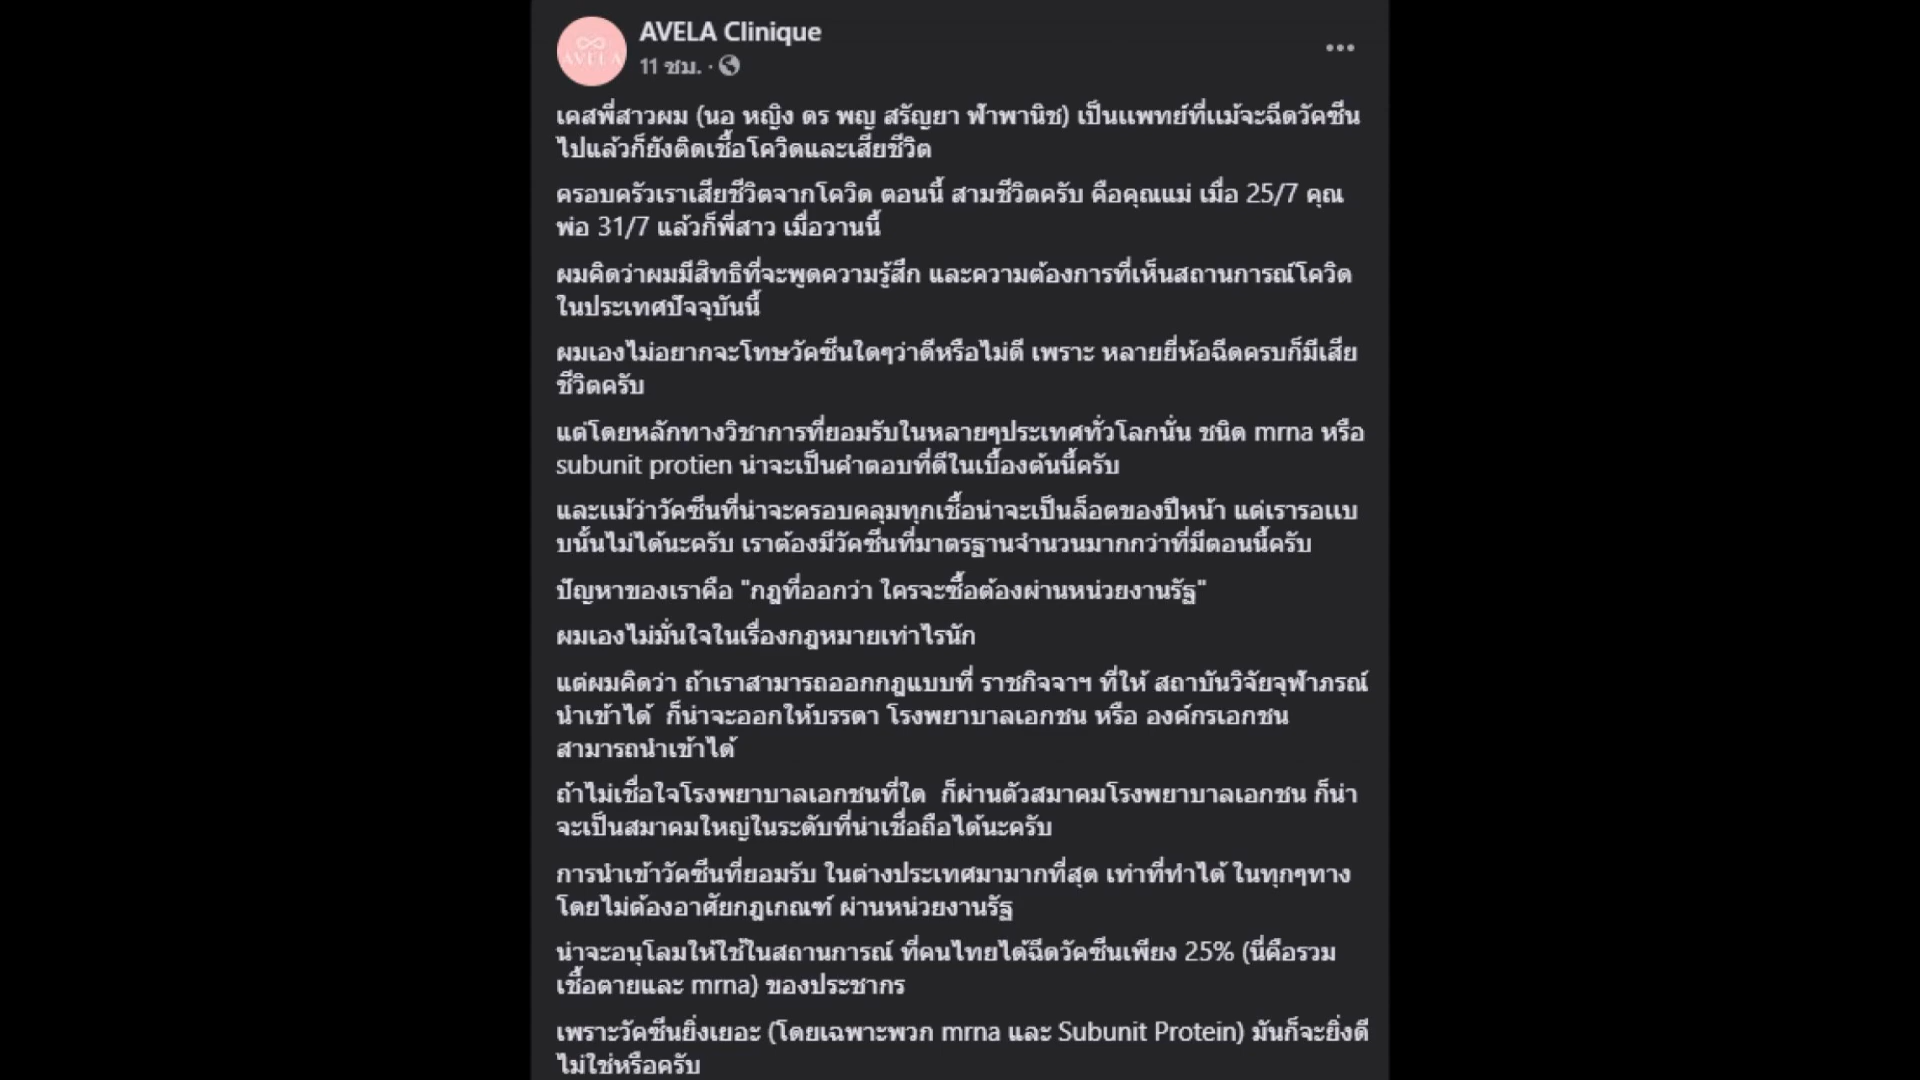 AVELA Clinique
11 ชม. ·
AVELA
เคสพี่สาวผม (นอ หญิง ดร พญ สรัญยา ฟ้าพานิช) เป็นแพทย์ที่แม้จะฉีดวัคซีน
ไปแล้วก็ยังติดเชื้อโควิดและเสียชีวิต
ครอบครัวเราเสียชีวิตจากโควิด ตอนนี้ สามชีวิตครับ คือคุณแม่ เมื่อ 25/7 คุณ
พ่อ 31/7 แล้วก็พี่สาว เมื่อวานนี้
ผมคิดว่าผมมีสิทธิที่จะพูดความรู้สึก และความต้องการที่เห็นสถานการณ์โควิด
ในประเทศปัจจุบันนี้
ผมเองไม่อยากจะโทษวัคซีนใดๆว่าดีหรือไม่ดี เพราะ หลายยี่ห้อฉีดครบก็มีเสีย
ชีวิตครับ
แต่โดยหลักทางวิชาการที่ยอมรับในหลายๆประเทศทั่วโลกนั่น ชนิด mrna หรือ
subunit protien น่าจะเป็นคำตอบที่ดีในเบื้องต้นนี้ครับ
และแม้ว่าวัคซีนที่น่าจะครอบคลุมทุกเชื้อน่าจะเป็นล็อตของปีหน้า แต่เรารอแบ
บนั้นไม่ได้นะครับ เราต้องมีวัคซีนที่มาตรฐานจำนวนมากกว่าที่มีตอนนี้ครับ
ปัญหาของเราคือ "กฎที่ออกว่า ใครจะซื้อต้องผ่านหน่วยงานรัฐ"
ผมเองไม่มั่นใจในเรื่องกฎหมายเท่าไรนัก
แต่ผมคิดว่า ถ้าเราสามารถออกกฎแบบที่ ราชกิจจาฯ ที่ให้ สถาบันวิจัยจุฬาภรณ์
นำเข้าได้ ก็น่าจะออกให้บรรดา โรงพยาบาลเอกชน หรือ องค์กรเอกชน
สามารถนำเข้าได้
ถ้าไม่เชื่อใจโรงพยาบาลเอกชนที่ใด ก็ผ่านตัวสมาคมโรงพยาบาลเอกชน ก็น่า
จะเป็นสมาคมใหญ่ในระดับที่น่าเชื่อถือได้นะครับ
การนำเข้าวัคซีนที่ยอมรับ ในต่างประเทศมามากที่สุด เท่าที่ทำได้ ในทุกๆทาง
โดยไม่ต้องอาศัยกฎเกณฑ์ ผ่านหน่วยงานรัฐ
น่าจะอนุโลมให้ใช้ในสถานการณ์ ที่คนไทยได้ฉีดวัคซีนเพียง 25% (นี่คือรวม
เชื้อตายและ mrna) ของประชากร
เพราะวัคซีนยิ่งเยอะ (โดยเฉพาะพวก mrna และ Subunit Protein) มันก็จะยิ่งดี
ไม่ใช่หรือครับ